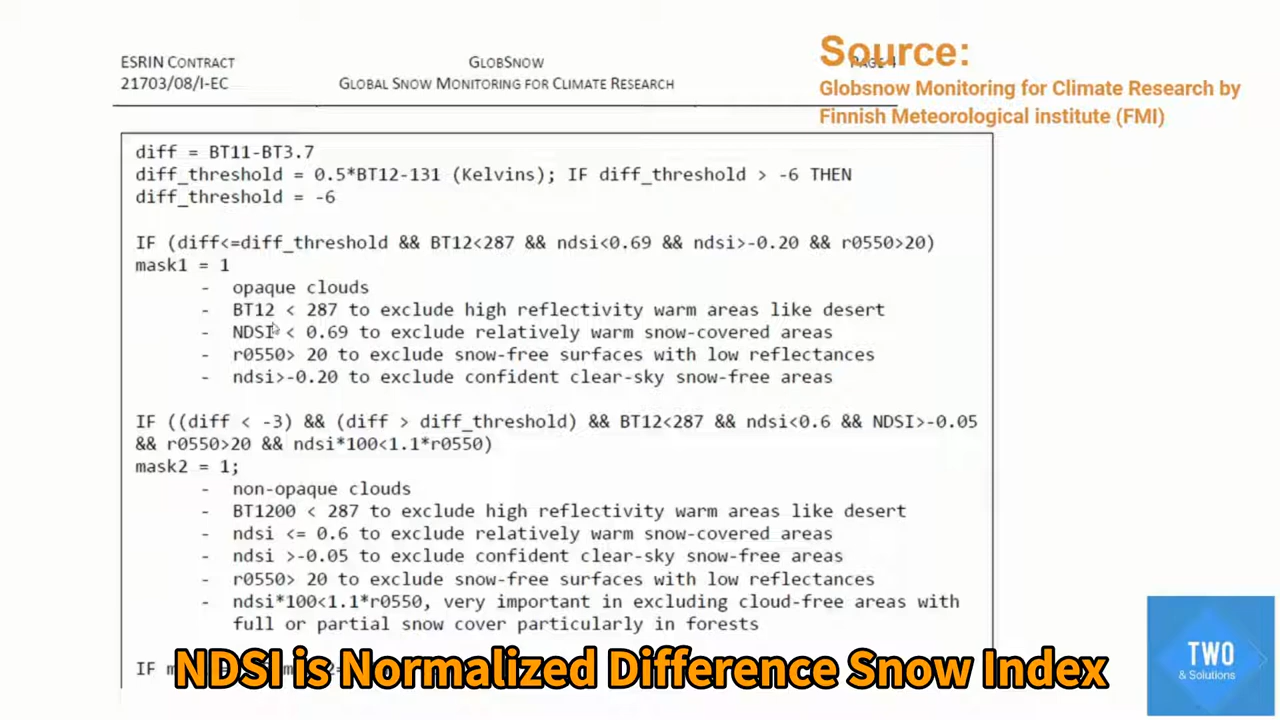 ESRIN CONTRACT
21703/08/I-EC
GLOBSNOW
GLOBAL SNOW MONITORING FOR CLIMATE RESEARCH
PAGE 4
Source:
Globsnow Monitoring for Climate Research by
Finnish Meteorological institute (FMI)
diff = BT11-BT3.7
diff_threshold = 0.5*BT12-131 (Kelvins); IF diff_threshold > -6 THEN
diff_threshold = -6
IF (diff<=diff_threshold && BT12<287 && ndsi<0.69 && ndsi>-0.20 && r0550>20)
mask1 = 1
- opaque clouds
- BT12 < 287 to exclude high reflectivity warm areas like desert
- NDSI < 0.69 to exclude relatively warm snow-covered areas
- r0550> 20 to exclude snow-free surfaces with low reflectances
- ndsi>-0.20 to exclude confident clear-sky snow-free areas
IF ((diff < -3) && (diff > diff_threshold) && BT12<287 && ndsi<0.6 && NDSI>-0.05
&& r0550>20 && ndsi*100<1.1*r0550)
mask2 = 1;
- non-opaque clouds
- BT1200 < 287 to exclude high reflectivity warm areas like desert
- ndsi <= 0.6 to exclude relatively warm snow-covered areas
- ndsi >-0.05 to exclude confident clear-sky snow-free areas
- r0550> 20 to exclude snow-free surfaces with low reflectances
- ndsi*100<1.1*r0550, very important in excluding cloud-free areas with
full or partial snow cover particularly in forests
IF
NDSI is Normalized Difference Snow Index
TWO
& Solutions